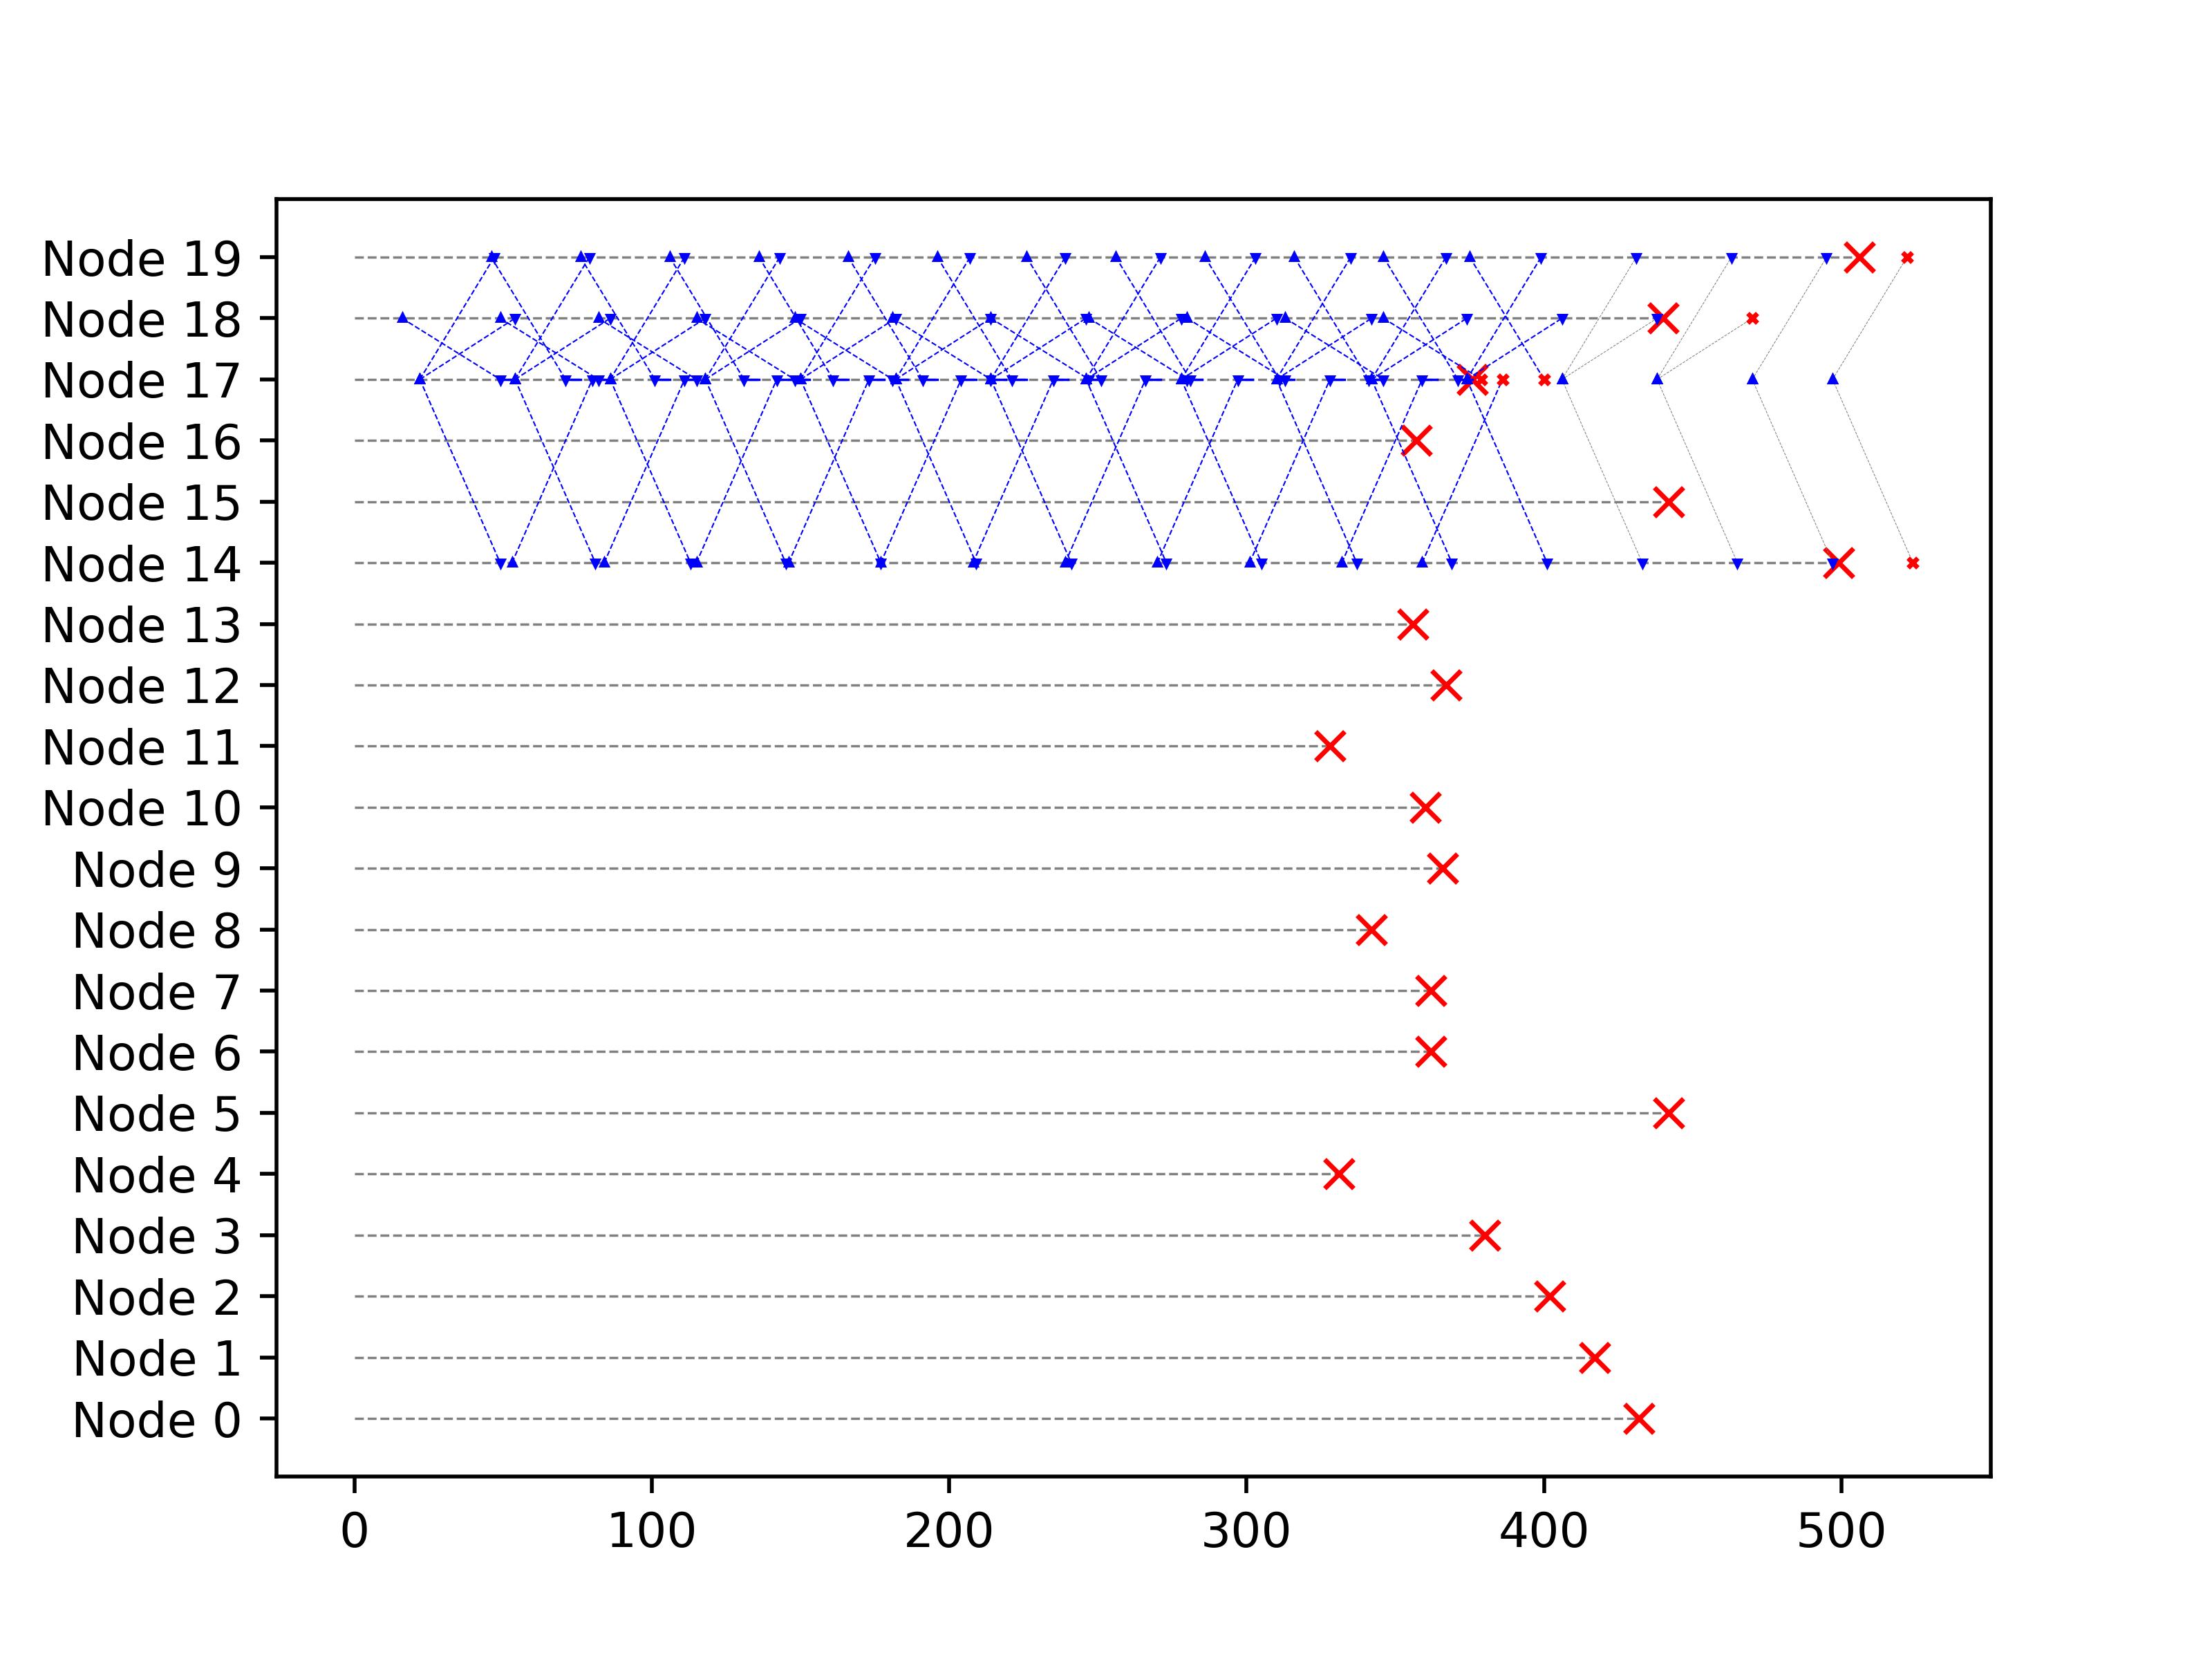 Node 19
Node 18
Node 17
Node 16
Node 15
Node 14
Node 13
Node 12
Node 11
Node 10
Node 9
Node 8
Node 7
Node 6
Node 5
Node 4
Node 3
Node 2
Node 1
Node 0
0 100 200 300 400 500